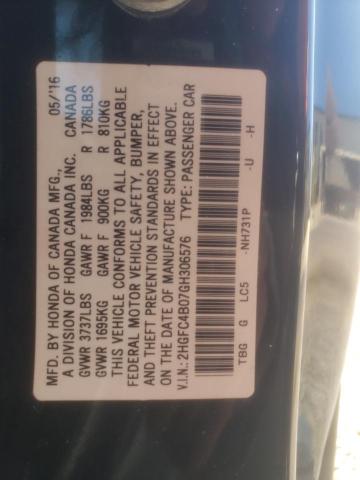 MFD. BY HONDA OF CANADA MFG., 05/'16
A DIVISION OF HONDA CANADA INC. CANADA
GVWR 3737LBS GAWR F 1984LBS R 1786LBS
GVWR 1695KG GAWR F 900KG R 810KG
THIS VEHICLE CONFORMS TO ALL APPLICABLE
FEDERAL MOTOR VEHICLE SAFETY, BUMPER,
AND THEFT PREVENTION STANDARDS IN EFFECT
ON THE DATE OF MANUFACTURE SHOWN ABOVE.
V.I.N.: 2HGFC4B07GH306576 TYPE: PASSENGER CAR
TBG G LC5 -NH731P -U -H